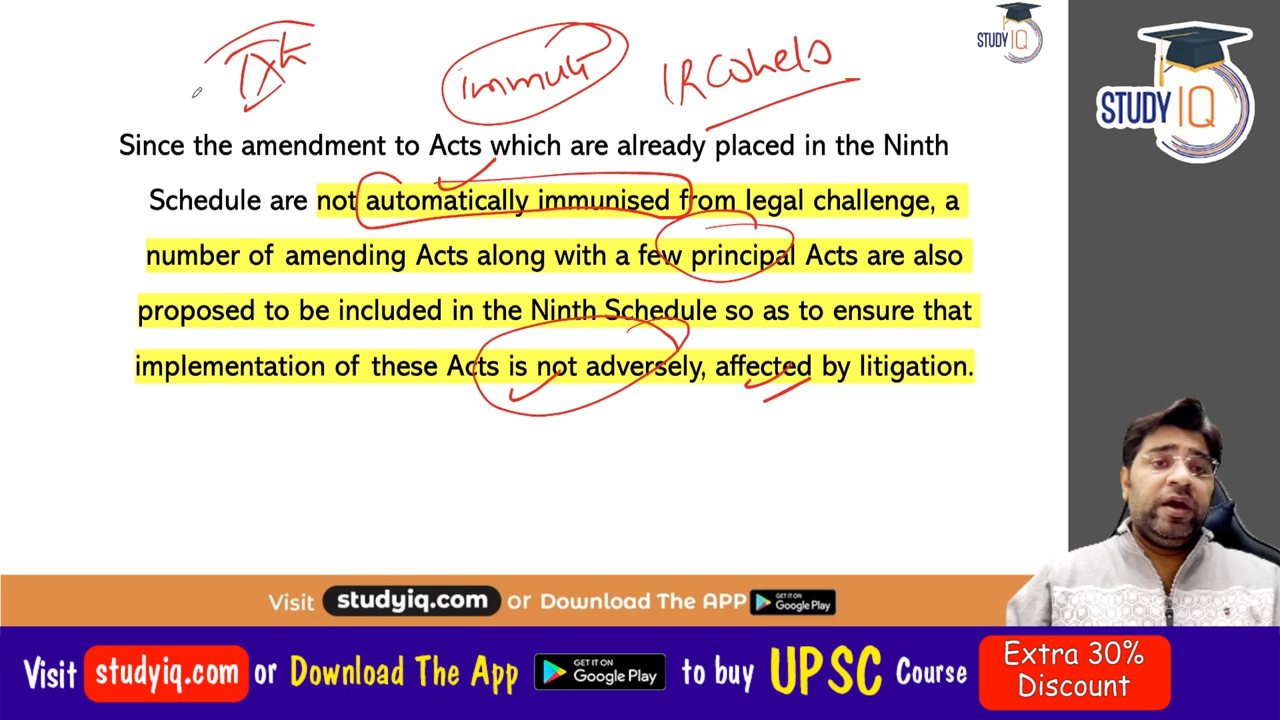 STUDY IQ
IXth
immuti
IR Cohelo
STUDY IQ
Since the amendment to Acts which are already placed in the Ninth
Schedule are not automatically immunised from legal challenge, a
number of amending Acts along with a few principal Acts are also
proposed to be included in the Ninth Schedule so as to ensure that
implementation of these Acts is not adversely, affected by litigation.
Visit studyiq.com or Download The APP GET IT ON Google Play
Visit studyiq.com or Download The App GET IT ON Google Play to buy UPSC Course
Extra 30%
Discount